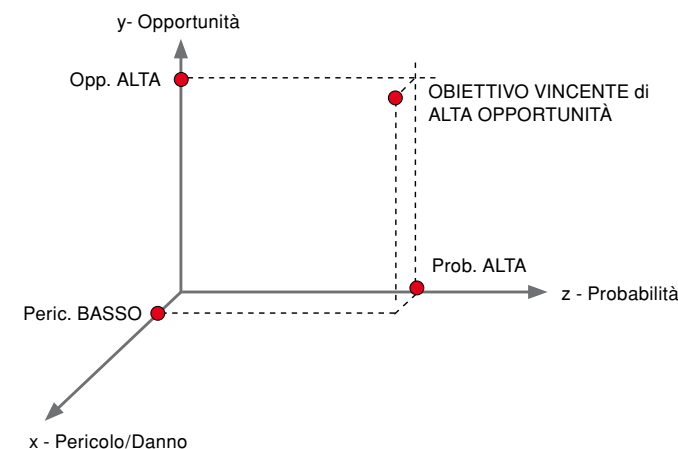 y- Opportunità
Opp. ALTA
OBIETTIVO VINCENTE di
ALTA OPPORTUNITÀ
Prob. ALTA
z - Probabilità
Peric. BASSO
x - Pericolo/Danno